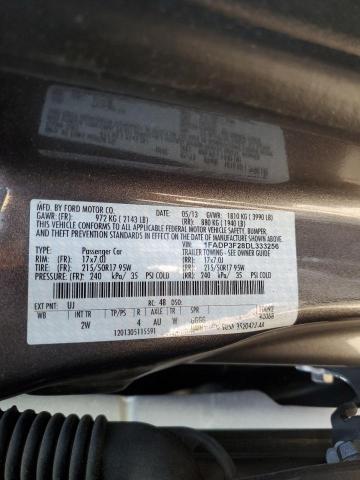 MFD. BY FORD MOTOR CO.
DATE: 05/13 GVWR: 1810 KG ( 3990 LB)
GAWR: (FR): 972 KG ( 2143 LB) (RR): 880 KG (1940 LB)
THIS VEHICLE CONFORMS TO ALL APPLICABLE FEDERAL MOTOR VEHICLE SAFETY, BUMPER,
AND THEFT PREVENTION STANDARDS IN EFFECT ON THE DATE OF MANUFACTURE SHOWN ABOVE.
VIN: 1FADP3F28DL333256
TYPE: Passenger Car TRAILER TOWING - SEE OWNER GUIDE
RIM: (FR) 17x7.0J (RR): 17x7.0J
TIRE: (FR) 215/50R17 95W (RR): 215/50R17 95W
PRESS: (FR) 240 kPa/ 35 PSI COLD (RR): 240 kPa/ 35 PSI COLD
EXT PNT: UJ RC: 48 DSO:
WB INT TR TP/PS R AXLE TR SPR
2W 4 AU W GGGG
1201305115591